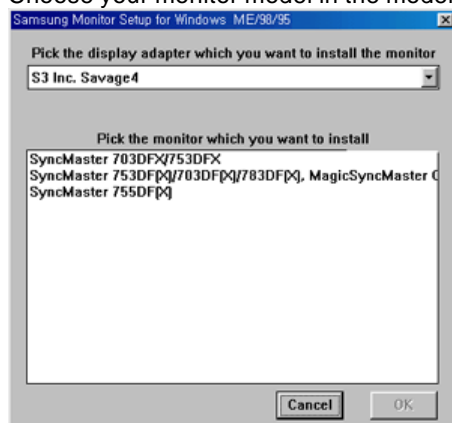 Choose your monitor model in the model
Samsung Monitor Setup for Windows ME/98/95
Pick the display adapter which you want to install the monitor
S3 Inc. Savage4
Pick the monitor which you want to install
SyncMaster 703DFX/753DFX
SyncMaster 753DF[X]/703DF[X]/783DF[X], MagicSyncMaster C
SyncMaster 755DF[X]
Cancel
OK